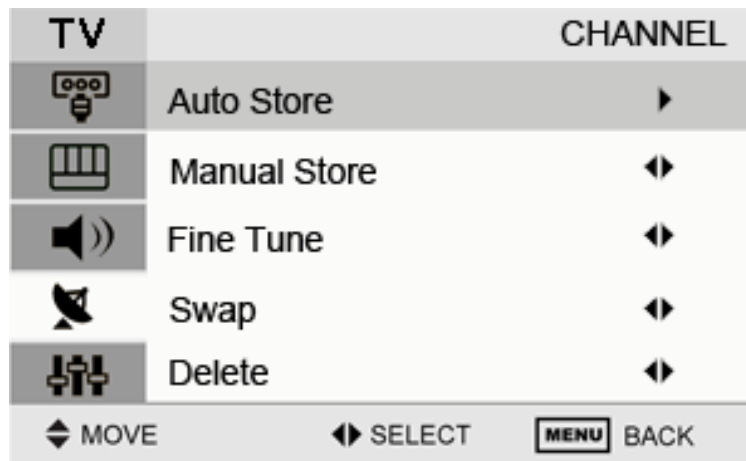 TV CHANNEL
Auto Store
Manual Store
Fine Tune
Swap
Delete
MOVE SELECT MENU BACK